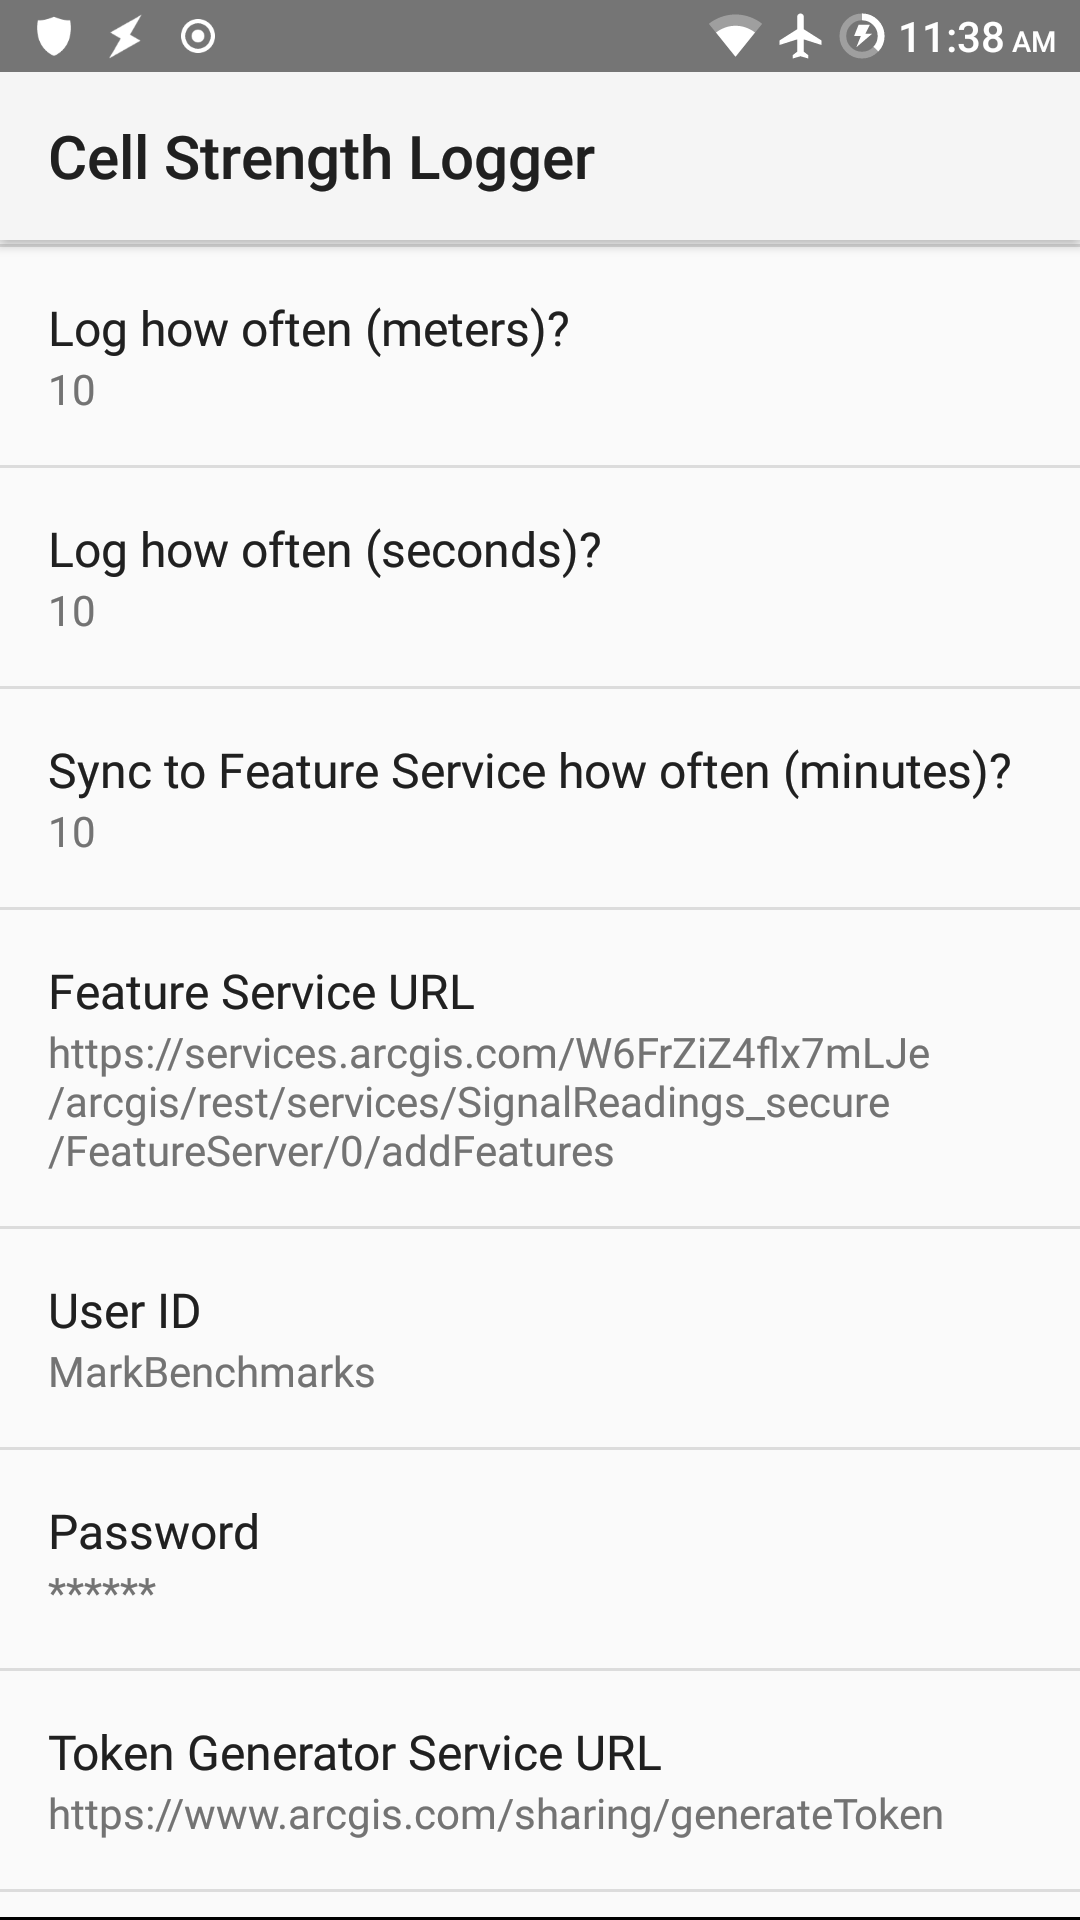 11:38 AM
Cell Strength Logger
Log how often (meters)?
10
Log how often (seconds)?
10
Sync to Feature Service how often (minutes)?
10
Feature Service URL
https://services.arcgis.com/W6FrZiZ4flx7mLJe
/arcgis/rest/services/SignalReadings_secure
/FeatureServer/0/addFeatures
User ID
MarkBenchmarks
Password
******
Token Generator Service URL
https://www.arcgis.com/sharing/generateToken